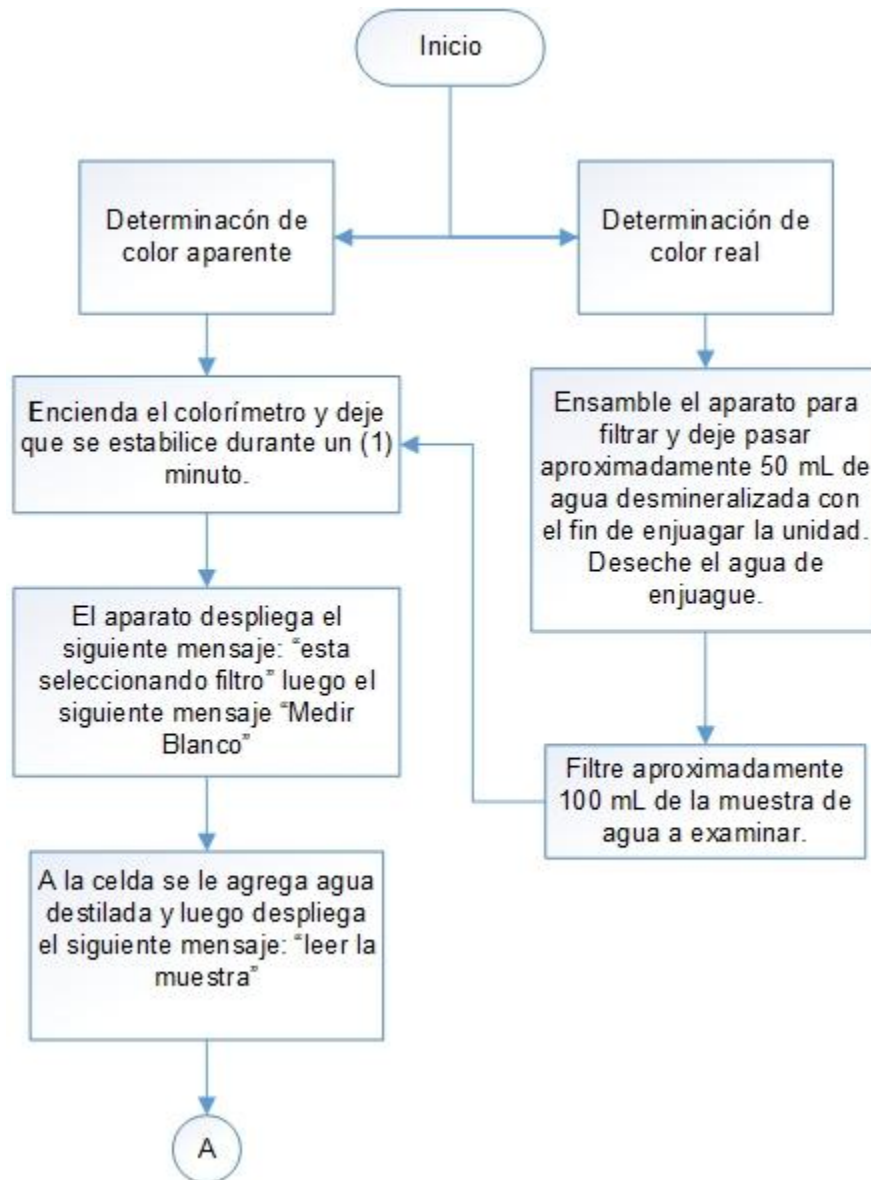 Inicio
Determinacón de
color aparente
Determinación de
color real
Encienda el colorímetro y deje
que se estabilice durante un (1)
minuto.
Ensamble el aparato para
filtrar y deje pasar
aproximadamente 50 mL de
agua desmineralizada con
el fin de enjuagar la unidad.
Deseche el agua de
enjuague.
El aparato despliega el
siguiente mensaje: “esta
seleccionando filtro” luego el
siguiente mensaje “Medir
Blanco”
Filtre aproximadamente
100 mL de la muestra de
agua a examinar.
A la celda se le agrega agua
destilada y luego despliega
el siguiente mensaje: “leer la
muestra”
A